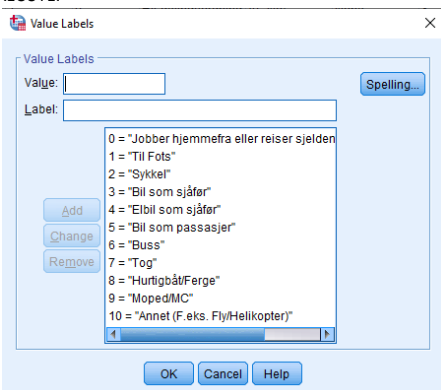 Value Labels
Value Labels
Value:
Spelling...
Label:
0 = "Jobber hjemmefra eller reiser sjelden
1 = "Til Fots"
2 = "Sykkel"
3 = "Bil som sjåfør"
4 = "Elbil som sjåfør"
5 = "Bil som passasjer"
6 = "Buss"
7 = "Tog"
8 = "Hurtigbåt/Ferge"
9 = "Moped/MC"
10 = "Annet (F.eks. Fly/Helikopter)"
Add
Change
Remove
OK Cancel Help